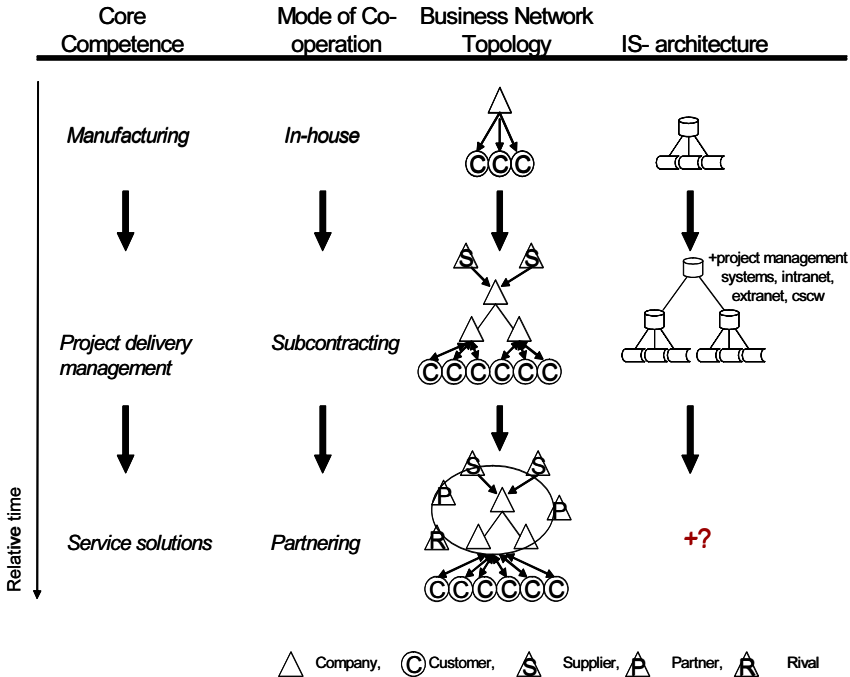 Core Competence
Mode of Co-operation
Business Network Topology
IS- architecture
Manufacturing
In-house
C C C
S S
+project management
systems, intranet,
extranet, cscw
Project delivery
management
Subcontracting
C C C C C C
S S
P
P
R
Service solutions
Partnering
+?
C C C C C C
Relative time
Company, C Customer, S Supplier, P Partner, R Rival